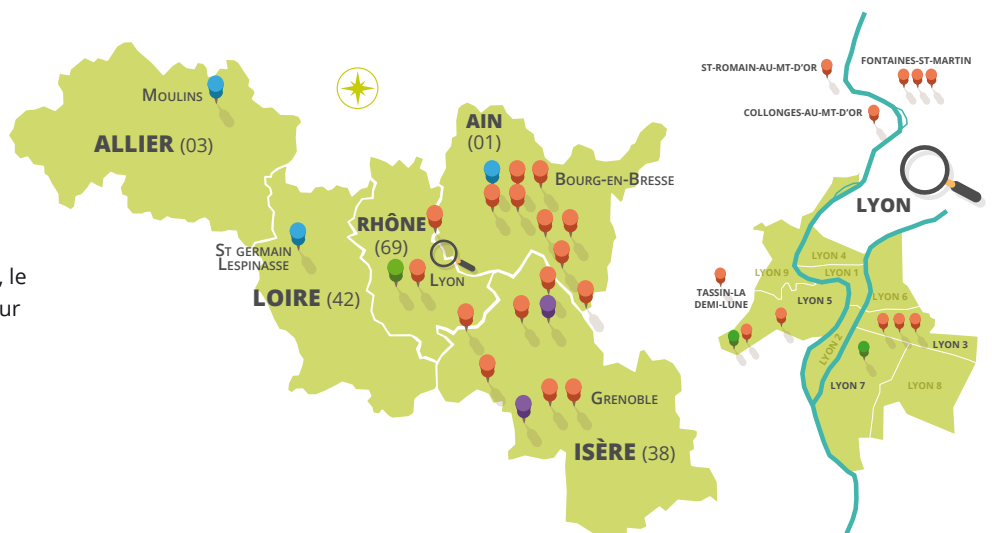 , le
ur
MOULINS
ALLIER (03)
AIN
(01)
BOURG-EN-BRESSE
RHÔNE
(69)
LYON
ST GERMAIN
LESPINASSE
LOIRE (42)
GRENOBLE
ISÈRE (38)
ST-ROMAIN-AU-MT-D'OR
FONTAINES-ST-MARTIN
COLLONGES-AU-MT-D'OR
LYON
LYON 4
LYON 9
LYON 1
TASSIN-LA
DEMI-LUNE
LYON 5
LYON 6
LYON 2
LYON 3
LYON 7
LYON 8